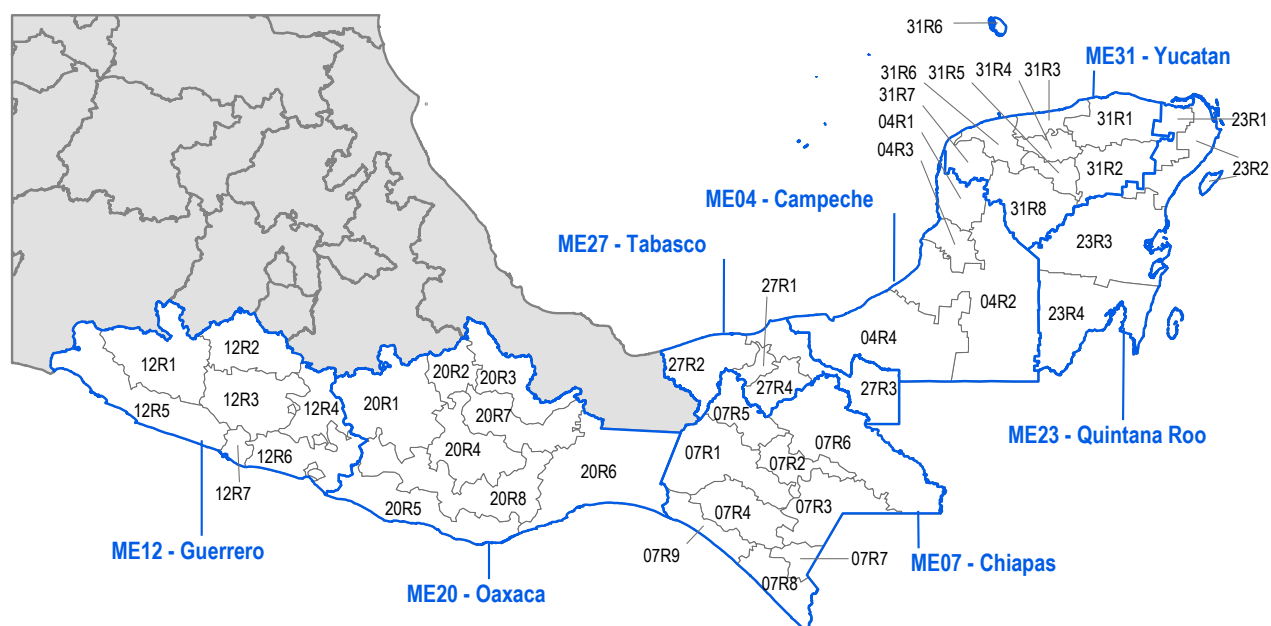 31R6
31R6
31R5
31R4
31R3
ME31 - Yucatan
31R7
04R1
31R1
23R1
04R3
31R2
23R2
ME04 - Campeche
31R8
ME27 - Tabasco
23R3
27R1
04R2
23R4
12R1
12R2
04R4
27R2
20R2
20R3
27R4
27R3
12R5
12R3
12R4
20R1
20R7
07R5
ME23 - Quintana Roo
12R6
20R4
07R1
07R6
07R2
20R6
12R7
20R5
20R8
07R4
07R3
ME12 - Guerrero
07R9
07R7
ME07 - Chiapas
07R8
ME20 - Oaxaca